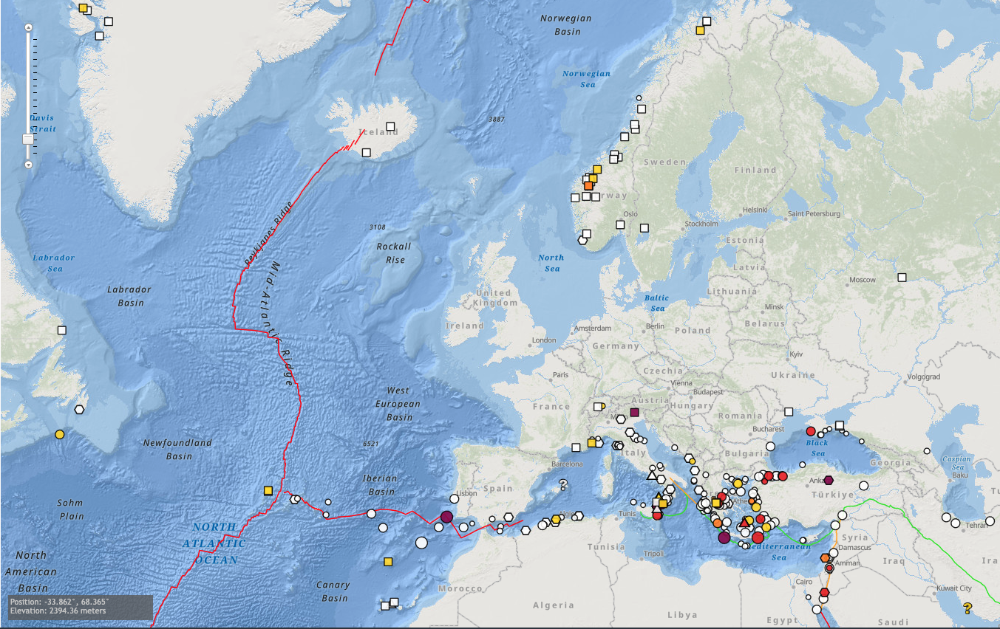 Norwegian
Basin
Norwegian
Sea
Davis
Strait
3887
Iceland
Sweden
Finland
Norway
Oslo
Helsinki
Saint Petersburg
Stockholm
Reykjanes Ridge
3108
Rockall
Rise
Estonia
Labrador
Sea
North
Sea
Latvia
Mid-Atlantic Ridge
Moscow
Labrador
Basin
United
Kingdom
Baltic
Sea
Lithuania
Minsk
Belarus
Ireland
Amsterdam
Berlin
Poland
London
Germany
Kyiv
Czechia
Paris
Ukraine
Volgograd
West
European
Basin
Vienna
Budapest
France
Austria
Hungary
Romania
Bucharest
Newfoundland
Basin
6521
Italy
Bulgaria
Black
Sea
Georgia
Caspian
Sea
Barcelona
Baku
Iberian
Basin
Lisbon
Spain
?
Türkiye
Sohm
Plain
Tunis
Tehran
NORTH
ATLANTIC
OCEAN
Tunisia
Mediterranean
Sea
Syria
Damascus
Tripoli
Iraq
Amman
North
American
Basin
Canary
Basin
Morocco
Cairo
Kuwait City
Position: -33.862°, 68.365°
Elevation: 2394.36 meters
Algeria
Libya
Egypt
Saudi
?